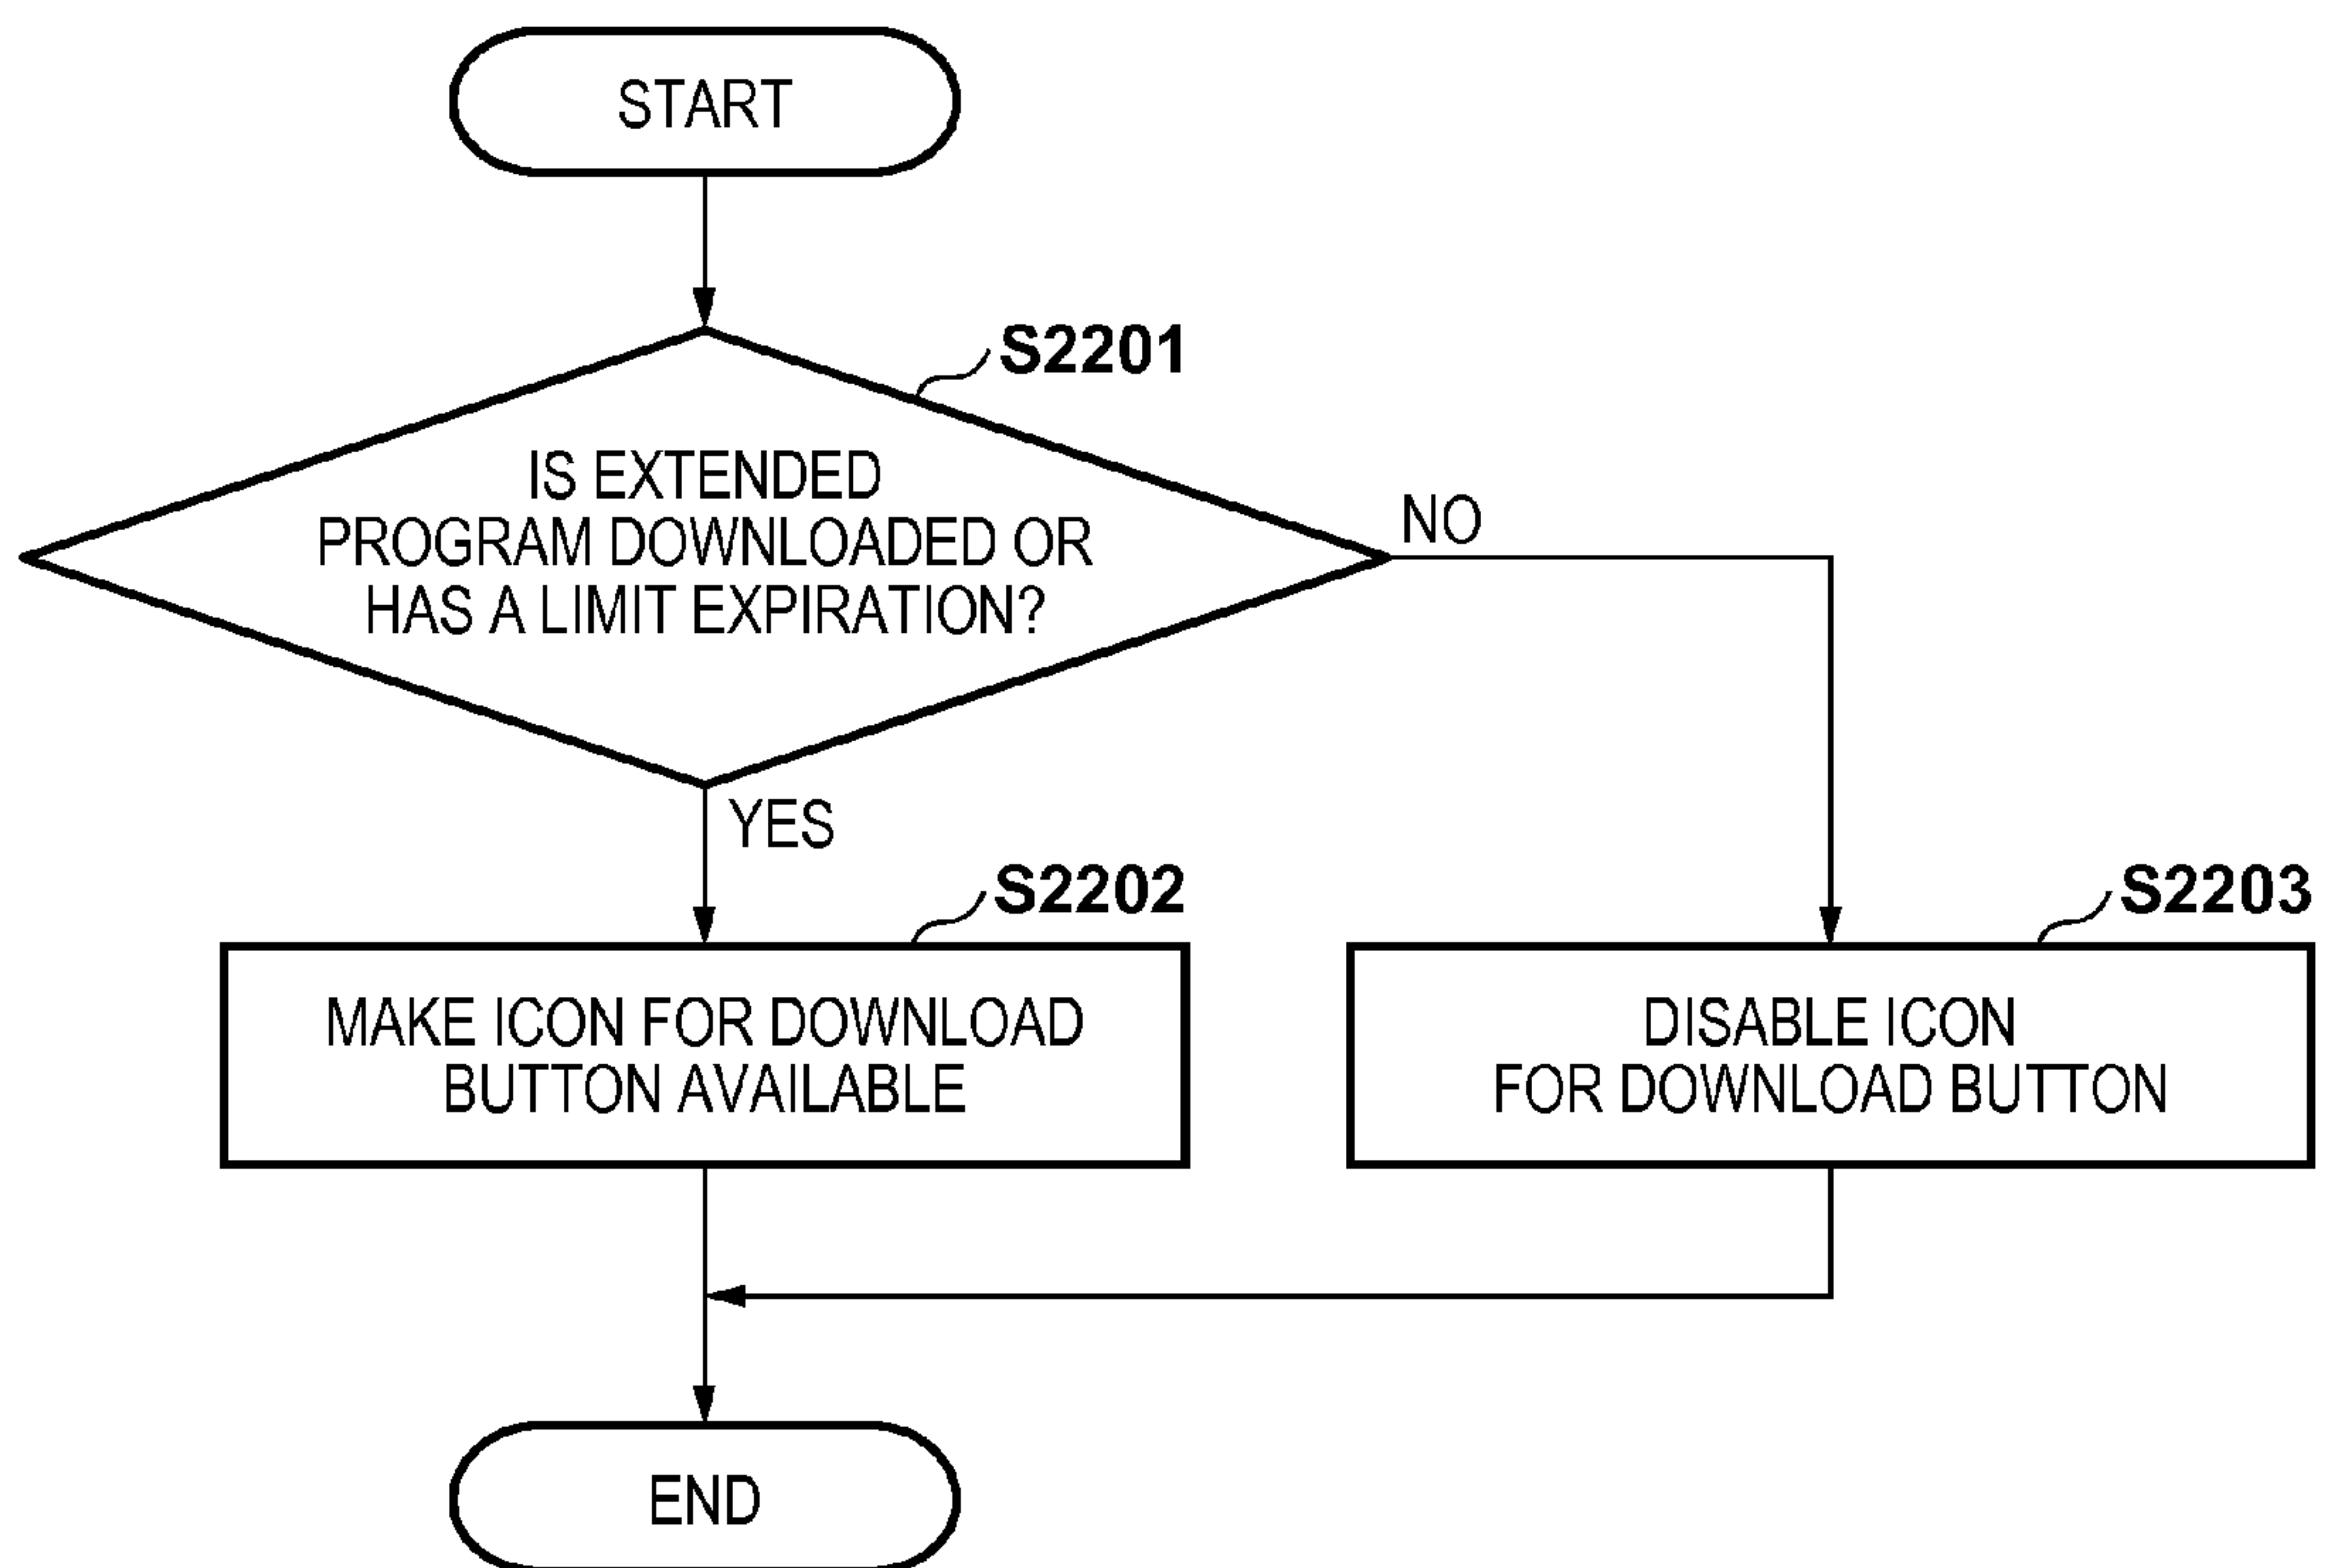 START
S2201
IS EXTENDED
PROGRAM DOWNLOADED OR
HAS A LIMIT EXPIRATION?
NO
YES
S2202
MAKE ICON FOR DOWNLOAD
BUTTON AVAILABLE
S2203
DISABLE ICON
FOR DOWNLOAD BUTTON
END